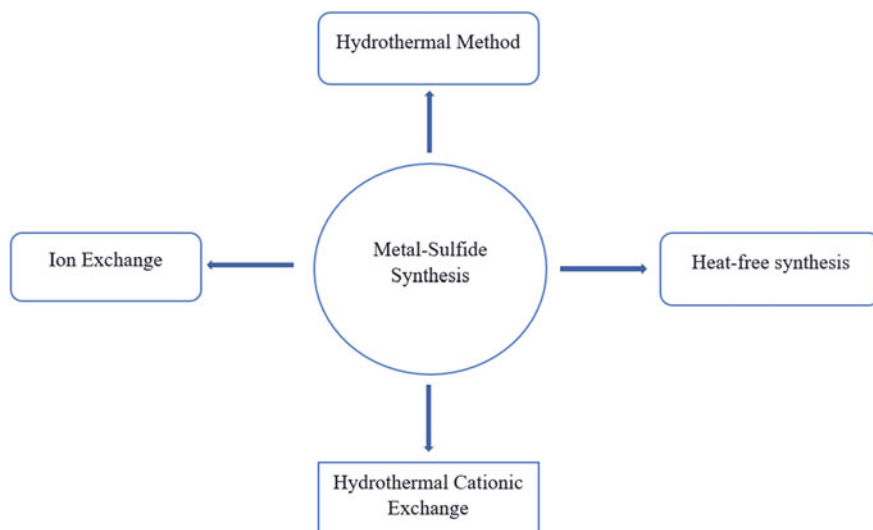 Hydrothermal Method
Ion Exchange
Metal-Sulfide
Synthesis
Heat-free synthesis
Hydrothermal Cationic
Exchange